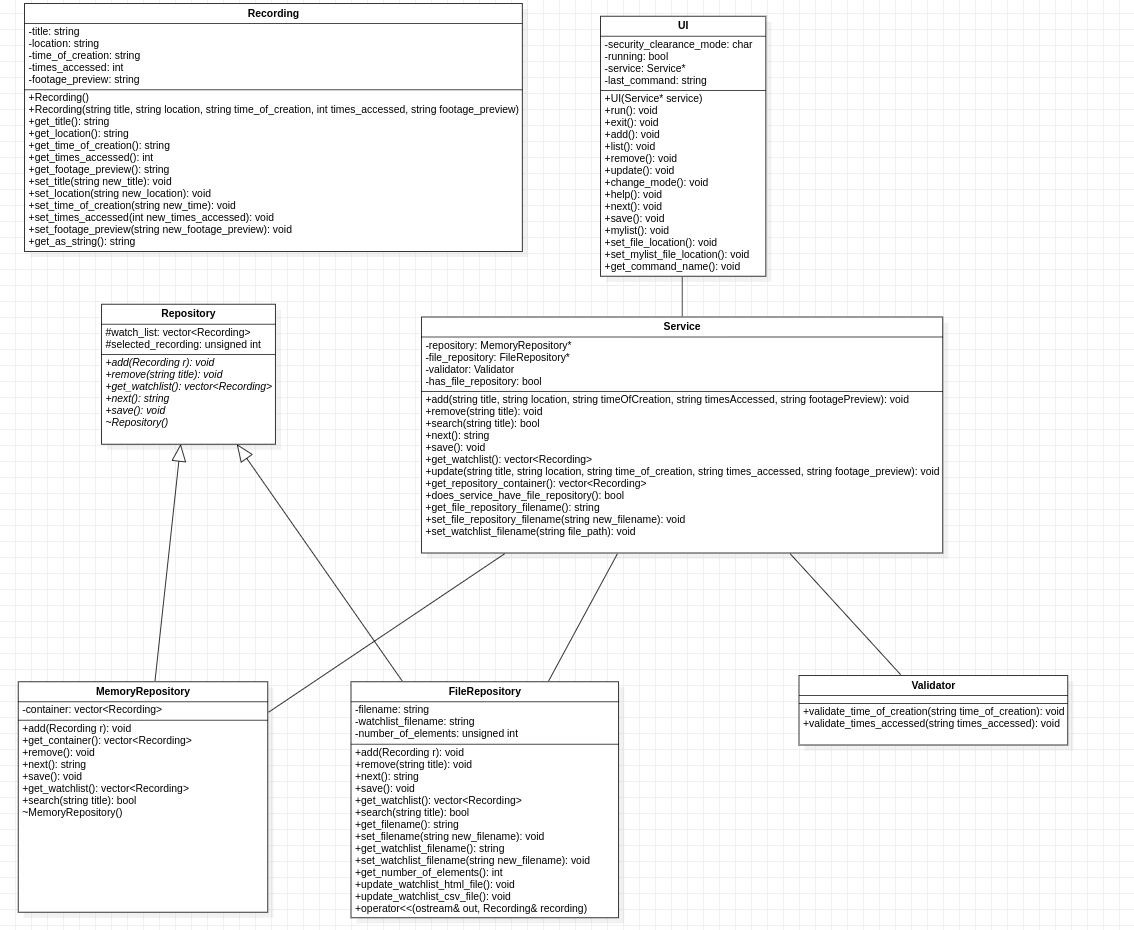 Recording
-title: string
-location: string
-time_of_creation: string
-times_accessed: int
-footage_preview: string
+Recording()
+Recording(string title, string location, string time_of_creation, int times_accessed, string footage_preview)
+get_title(): string
+get_location(): string
+get_time_of_creation(): string
+get_times_accessed(): int
+get_footage_preview(): string
+set_title(string new_title): void
+set_location(string new_location): void
+set_time_of_creation(string new_time): void
+set_times_accessed(int new_times_accessed): void
+set_footage_preview(string new_footage_preview): void
+get_as_string(): string
UI
-security_clearance_mode: char
-running: bool
-service: Service*
-last_command: string
+UI(Service* service)
+run(): void
+exit(): void
+add(): void
+list(): void
+remove(): void
+update(): void
+change_mode(): void
+help(): void
+next(): void
+save(): void
+mylist(): void
+set_file_location(): void
+set_mylist_file_location(): void
+get_command_name(): void
Repository
#watch_list: vector<Recording>
#selected_recording: unsigned int
+add(Recording r): void
+remove(string title): void
+get_watchlist(): vector<Recording>
+next(): string
+save(): void
~Repository()
Service
-repository: MemoryRepository*
-file_repository: FileRepository*
-validator: Validator
-has_file_repository: bool
+add(string title, string location, string timeOfCreation, string timesAccessed, string footagePreview): void
+remove(string title): void
+search(string title): bool
+next(): string
+save(): void
+get_watchlist(): vector<Recording>
+update(string title, string location, string time_of_creation, string times_accessed, string footage_preview): void
+get_repository_container(): vector<Recording>
+does_service_have_file_repository(): bool
+get_file_repository_filename(): string
+set_file_repository_filename(string new_filename): void
+set_watchlist_filename(string file_path): void
MemoryRepository
-container: vector<Recording>
+add(Recording r): void
+get_container(): vector<Recording>
+remove(): void
+next(): string
+save(): void
+get_watchlist(): vector<Recording>
+search(string title): bool
~MemoryRepository()
FileRepository
-filename: string
-watchlist_filename: string
-number_of_elements: unsigned int
+add(Recording r): void
+remove(string title): void
+next(): string
+save(): void
+get_watchlist(): vector<Recording>
+search(string title): bool
+get_filename(): string
+set_filename(string new_filename): void
+get_watchlist_filename(): string
+set_watchlist_filename(string new_filename): void
+get_number_of_elements(): int
+update_watchlist_html_file(): void
+update_watchlist_csv_file(): void
+operator<<(ostream& out, Recording& recording)
Validator
+validate_time_of_creation(string time_of_creation): void
+validate_times_accessed(string times_accessed): void